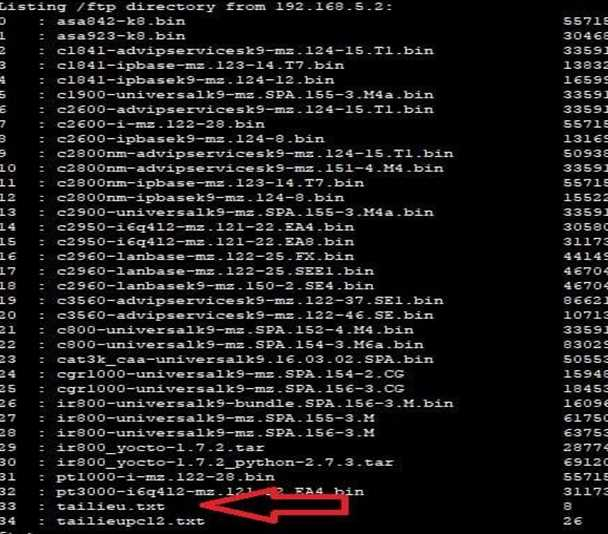 Listing /ftp directory from 192.168.5.2:
0 : asa842-k8.bin 55715
1 : asa923-k8.bin 30468
2 : c1841-advipservicesk9-mz.124-15.T1.bin 33591
3 : c1841-ipbase-mz.123-14.T7.bin 13832
4 : c1841-ipbasek9-mz.124-12.bin 16599
5 : c1900-universalk9-mz.SPA.155-3.M4a.bin 33591
6 : c2600-advipservicesk9-mz.124-15.T1.bin 33591
7 : c2600-i-mz.122-28.bin 55715
8 : c2600-ipbasek9-mz.124-8.bin 13169
9 : c2800nm-advipservicesk9-mz.124-15.T1.bin 50938
10 : c2800nm-advipservicesk9-mz.151-4.M4.bin 33591
11 : c2800nm-ipbase-mz.123-14.T7.bin 55715
12 : c2800nm-ipbasek9-mz.124-8.bin 15522
13 : c2900-universalk9-mz.SPA.155-3.M4a.bin 33591
14 : c2950-i6q4l2-mz.121-22.EA4.bin 30580
15 : c2950-i6q4l2-mz.121-22.EA8.bin 31173
16 : c2960-lanbase-mz.122-25.FX.bin 44149
17 : c2960-lanbase-mz.122-25.SEE1.bin 46704
18 : c2960-lanbasek9-mz.150-2.SE4.bin 46704
19 : c3560-advipservicesk9-mz.122-37.SE1.bin 86621
20 : c3560-advipservicesk9-mz.122-46.SE.bin 10713
21 : c800-universalk9-mz.SPA.152-4.M4.bin 33591
22 : c800-universalk9-mz.SPA.154-3.M6a.bin 83029
23 : cat3k_caa-universalk9.16.03.02.SPA.bin 50553
24 : cgr1000-universalk9-mz.SPA.154-2.CG 15948
25 : cgr1000-universalk9-mz.SPA.156-3.CG 18453
26 : ir800-universalk9-bundle.SPA.156-3.M.bin 16096
27 : ir800-universalk9-mz.SPA.155-3.M 61750
28 : ir800-universalk9-mz.SPA.156-3.M 63753
29 : ir800_yocto-1.7.2.tar 28774
30 : ir800_yocto-1.7.2_python-2.7.3.tar 69120
31 : pt1000-i-mz.122-28.bin 55715
32 : pt3000-i6q4l2-mz.121-22.EA4.bin 31173
33 : tailieu.txt 8
34 : tailieupc12.txt 26